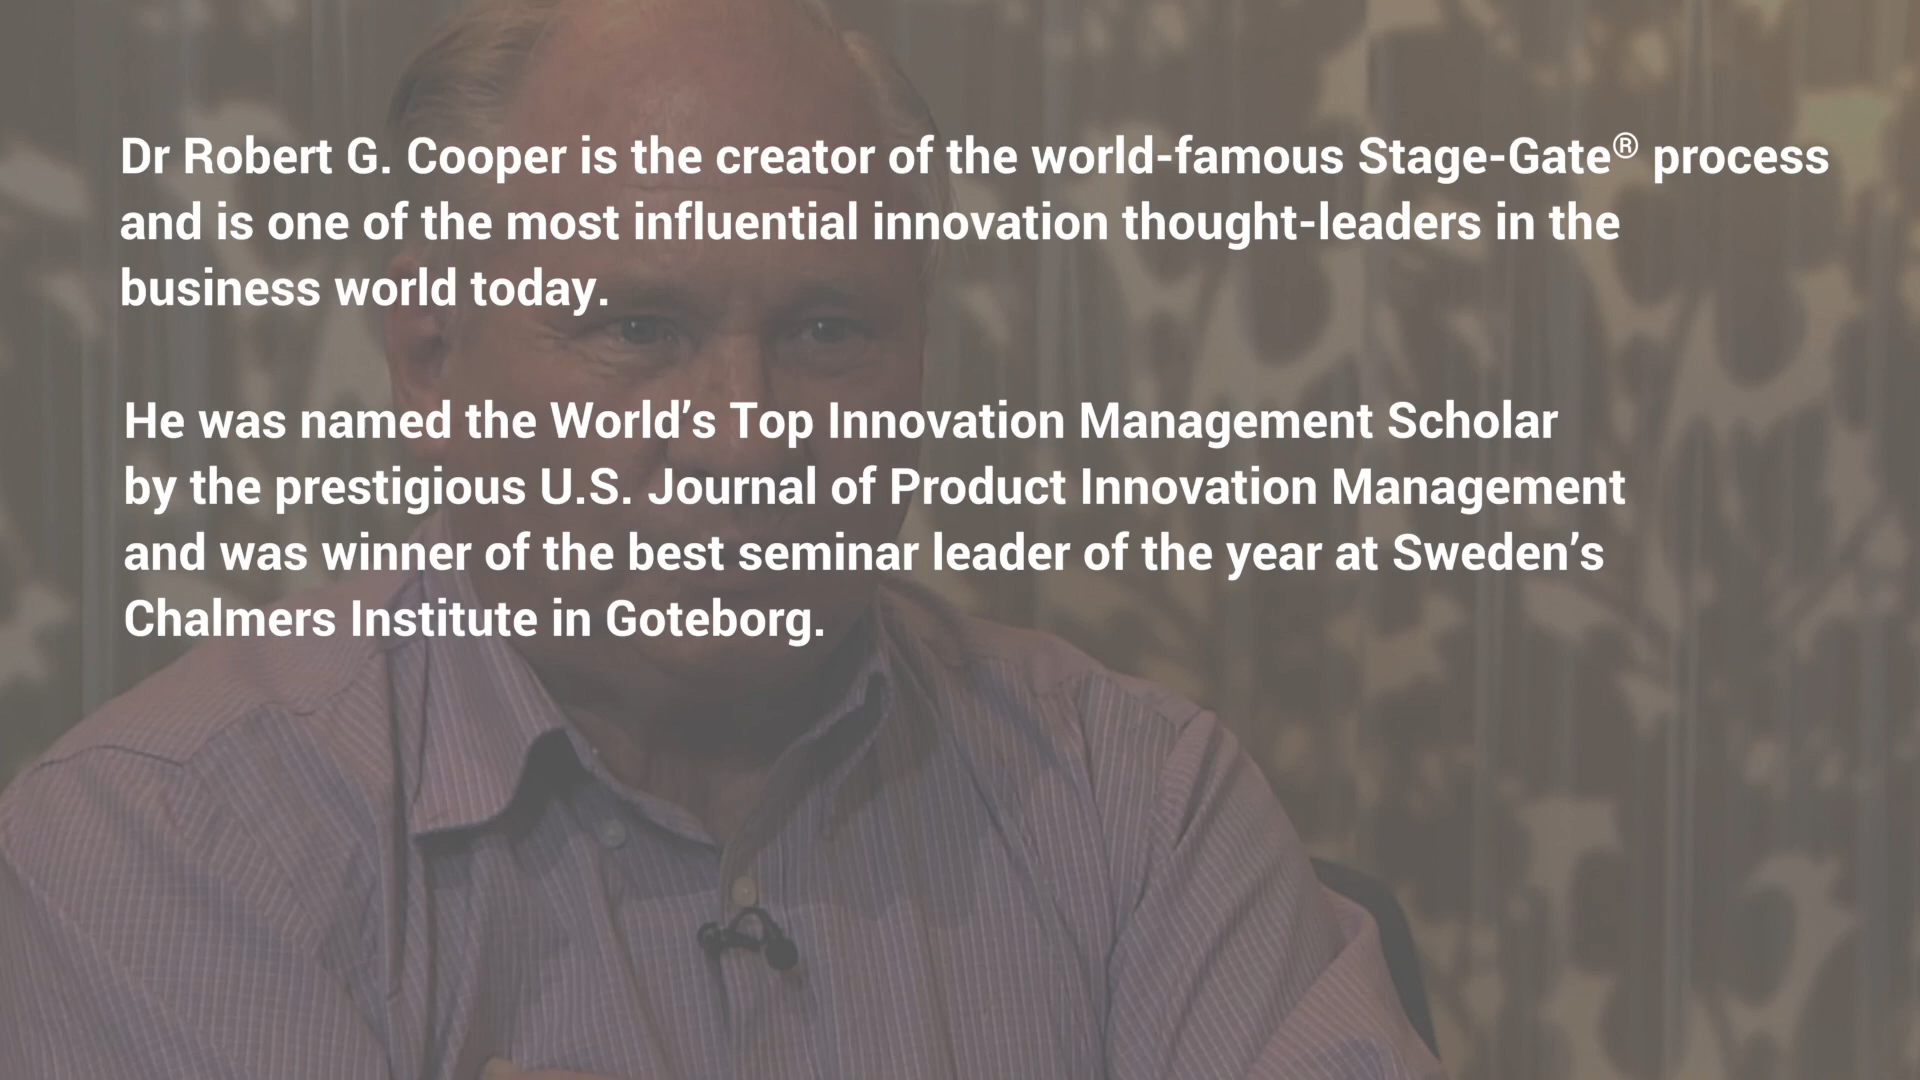 Dr Robert G. Cooper is the creator of the world-famous Stage-Gate® process
and is one of the most influential innovation thought-leaders in the
business world today.
He was named the World’s Top Innovation Management Scholar
by the prestigious U.S. Journal of Product Innovation Management
and was winner of the best seminar leader of the year at Sweden’s
Chalmers Institute in Goteborg.